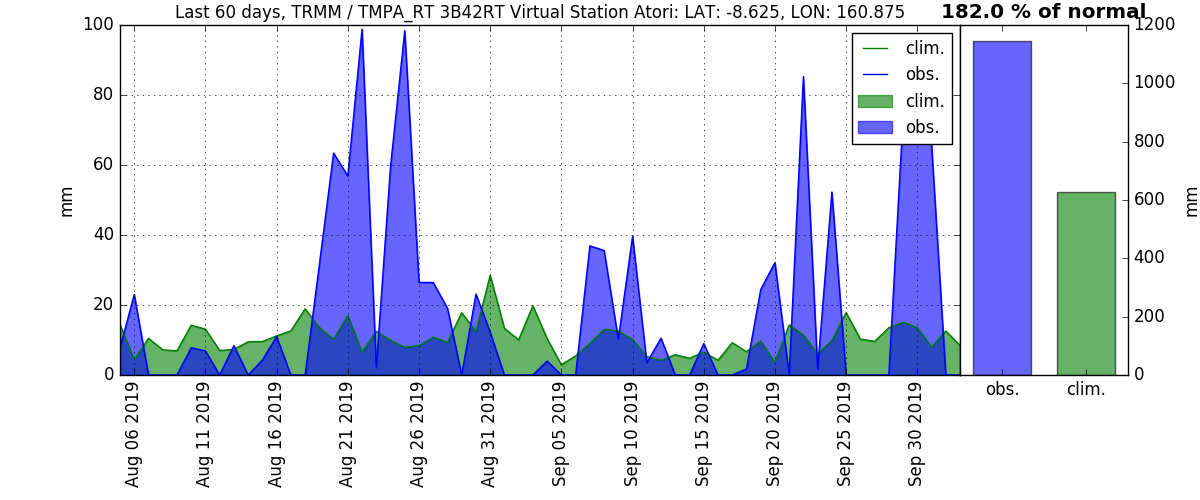 Last 60 days, TRMM / TMPA_RT 3B42RT Virtual Station Atori: LAT: -8.625, LON: 160.875
182.0 % of normal
100
80
60
40
20
0
mm
clim.
obs.
clim.
obs.
1200
1000
800
600
400
200
0
mm
Aug 06 2019
Aug 11 2019
Aug 16 2019
Aug 21 2019
Aug 26 2019
Aug 31 2019
Sep 05 2019
Sep 10 2019
Sep 15 2019
Sep 20 2019
Sep 25 2019
Sep 30 2019
obs.
clim.